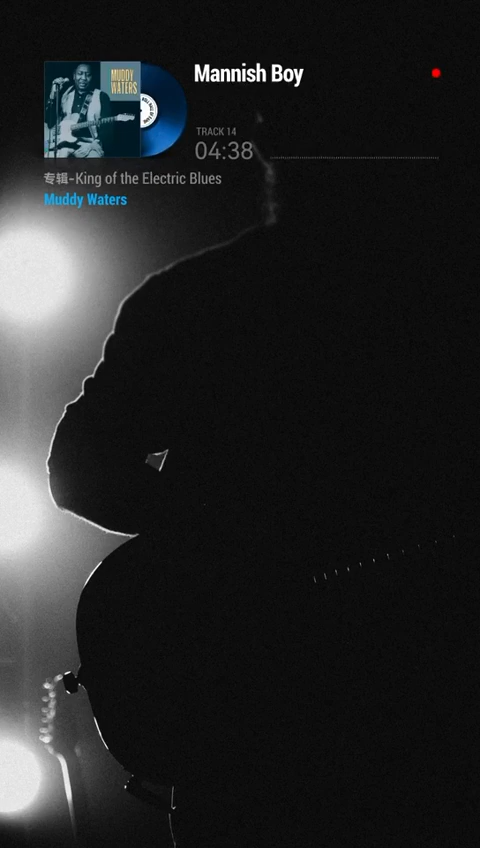 MUDDY
WATERS
Mannish Boy
TRACK 14
04:38
专辑-King of the Electric Blues
Muddy Waters